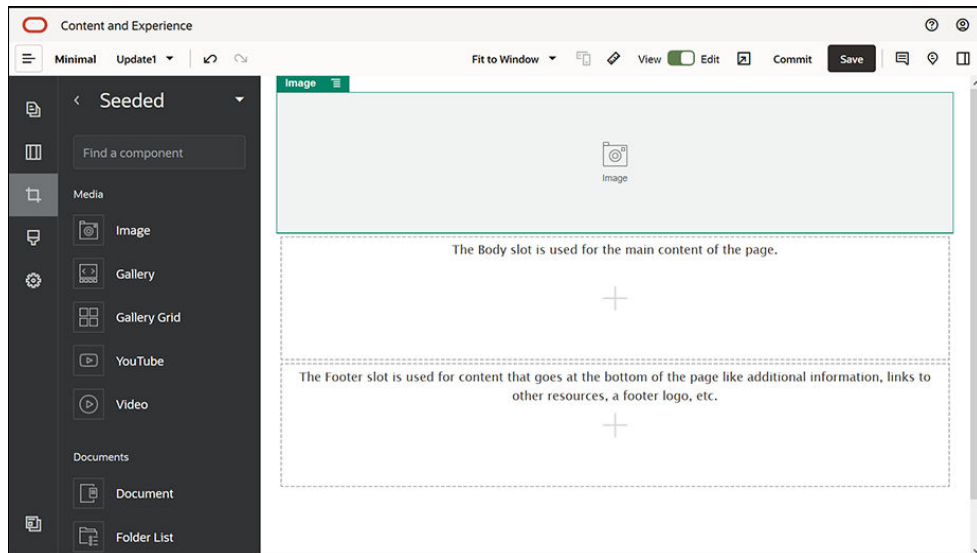 Content and Experience
Minimal Update1 Fit to Window View Edit Commit Save
Image
Seeded
Find a component
Media
Image
Gallery
Gallery Grid
YouTube
Video
Documents
Document
Folder List
Image
The Body slot is used for the main content of the page.
The Footer slot is used for content that goes at the bottom of the page like additional information, links to
other resources, a footer logo, etc.